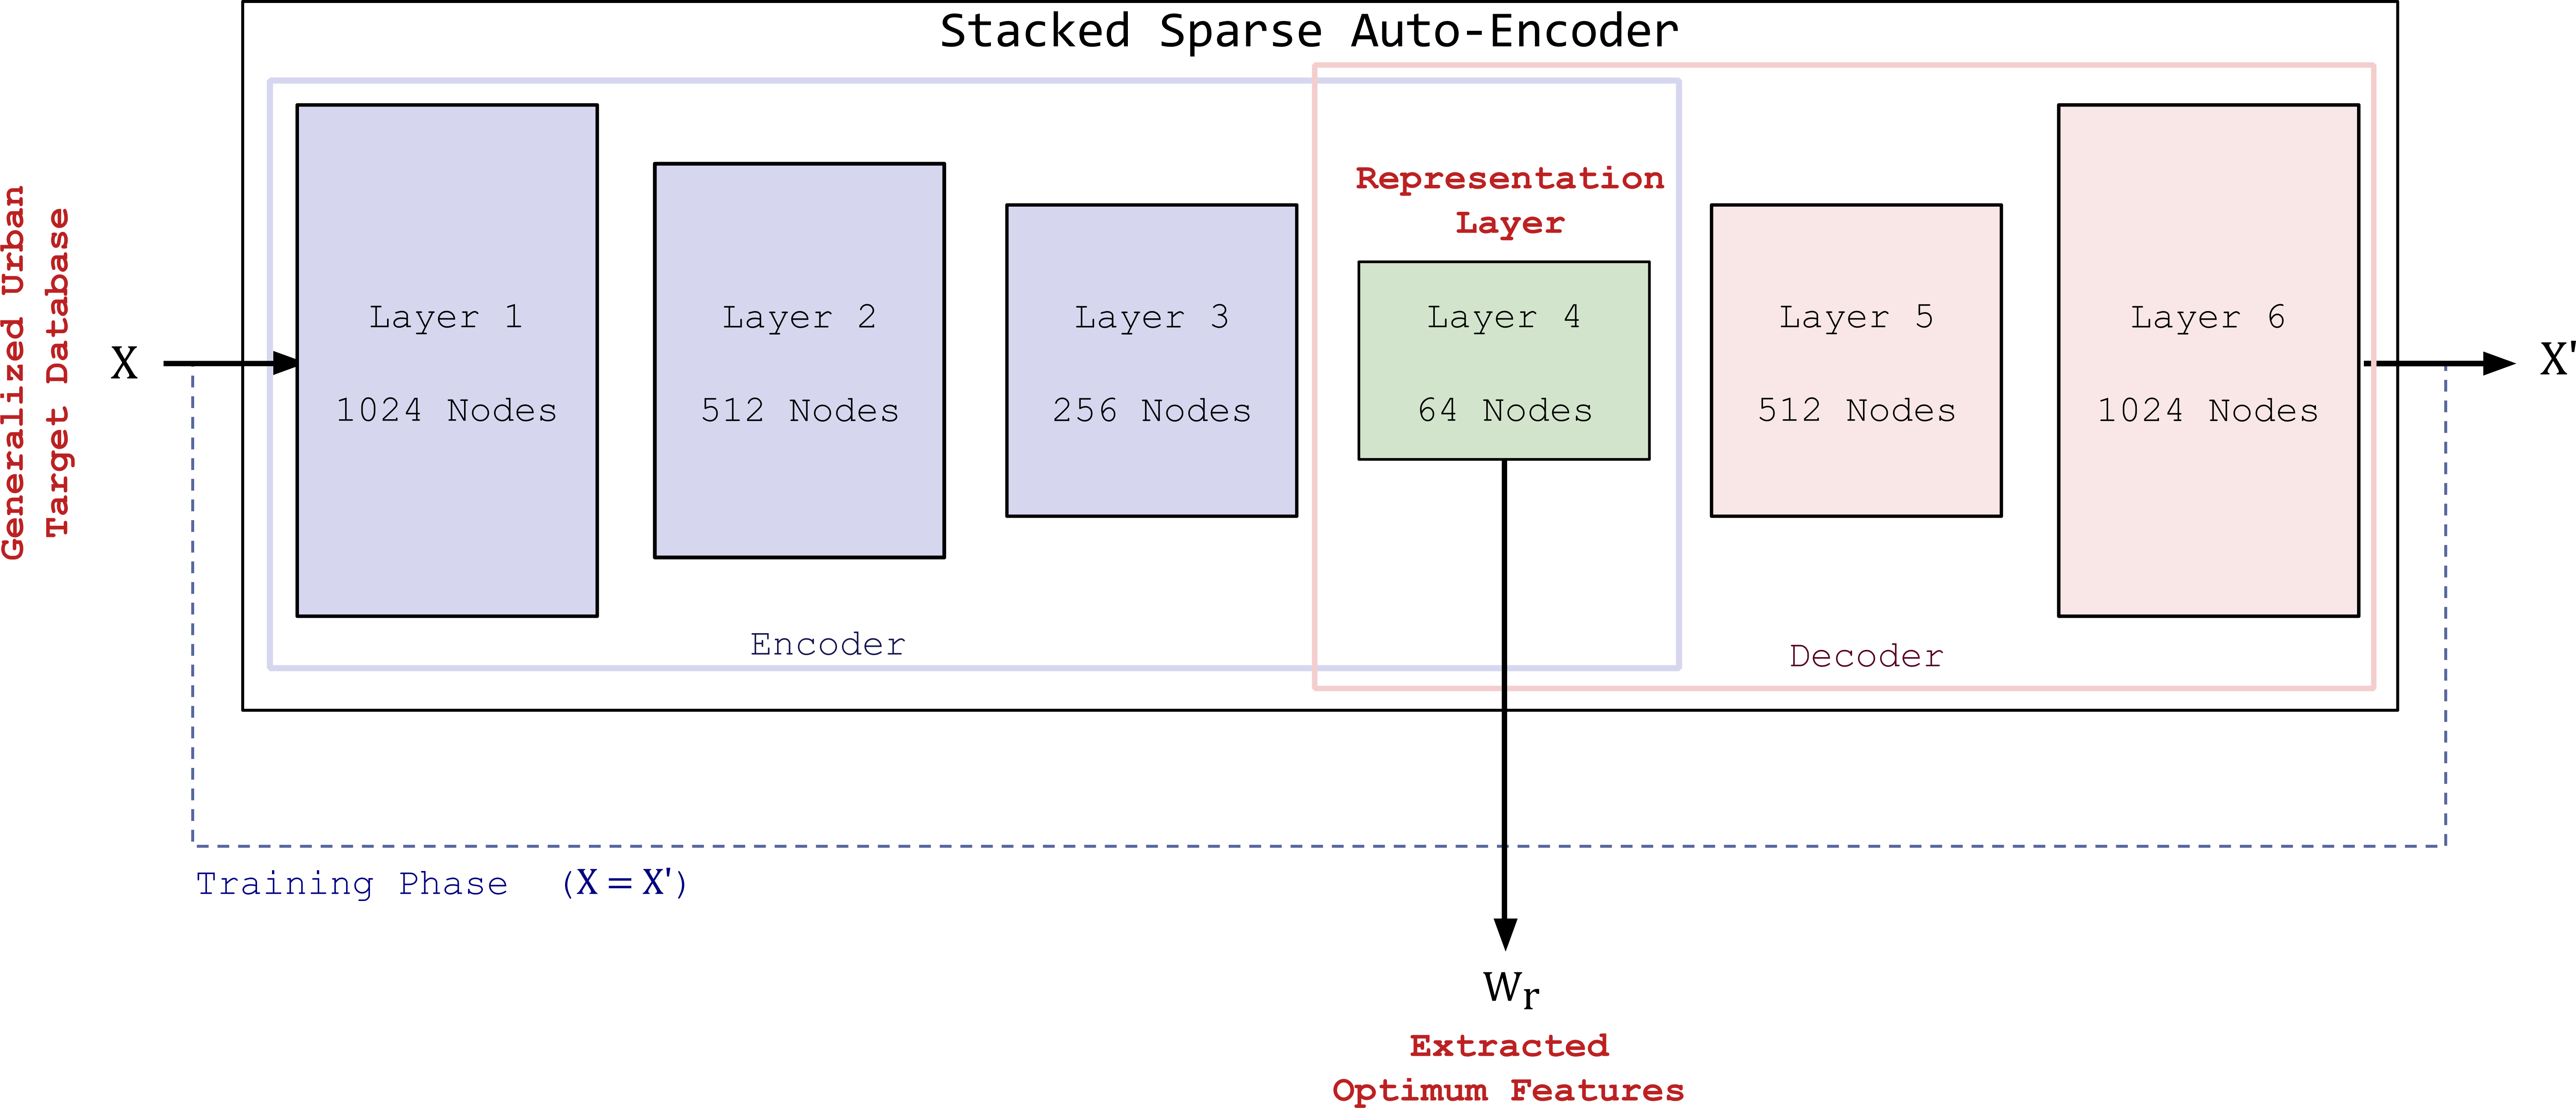 Stacked Sparse Auto-Encoder
Generalized Urban
Target Database
X
Layer 1
1024 Nodes
Layer 2
512 Nodes
Layer 3
256 Nodes
Representation
Layer
Layer 4
64 Nodes
Layer 5
512 Nodes
Layer 6
1024 Nodes
X'
Encoder
Decoder
Training Phase (X = X')
Wr
Extracted
Optimum Features